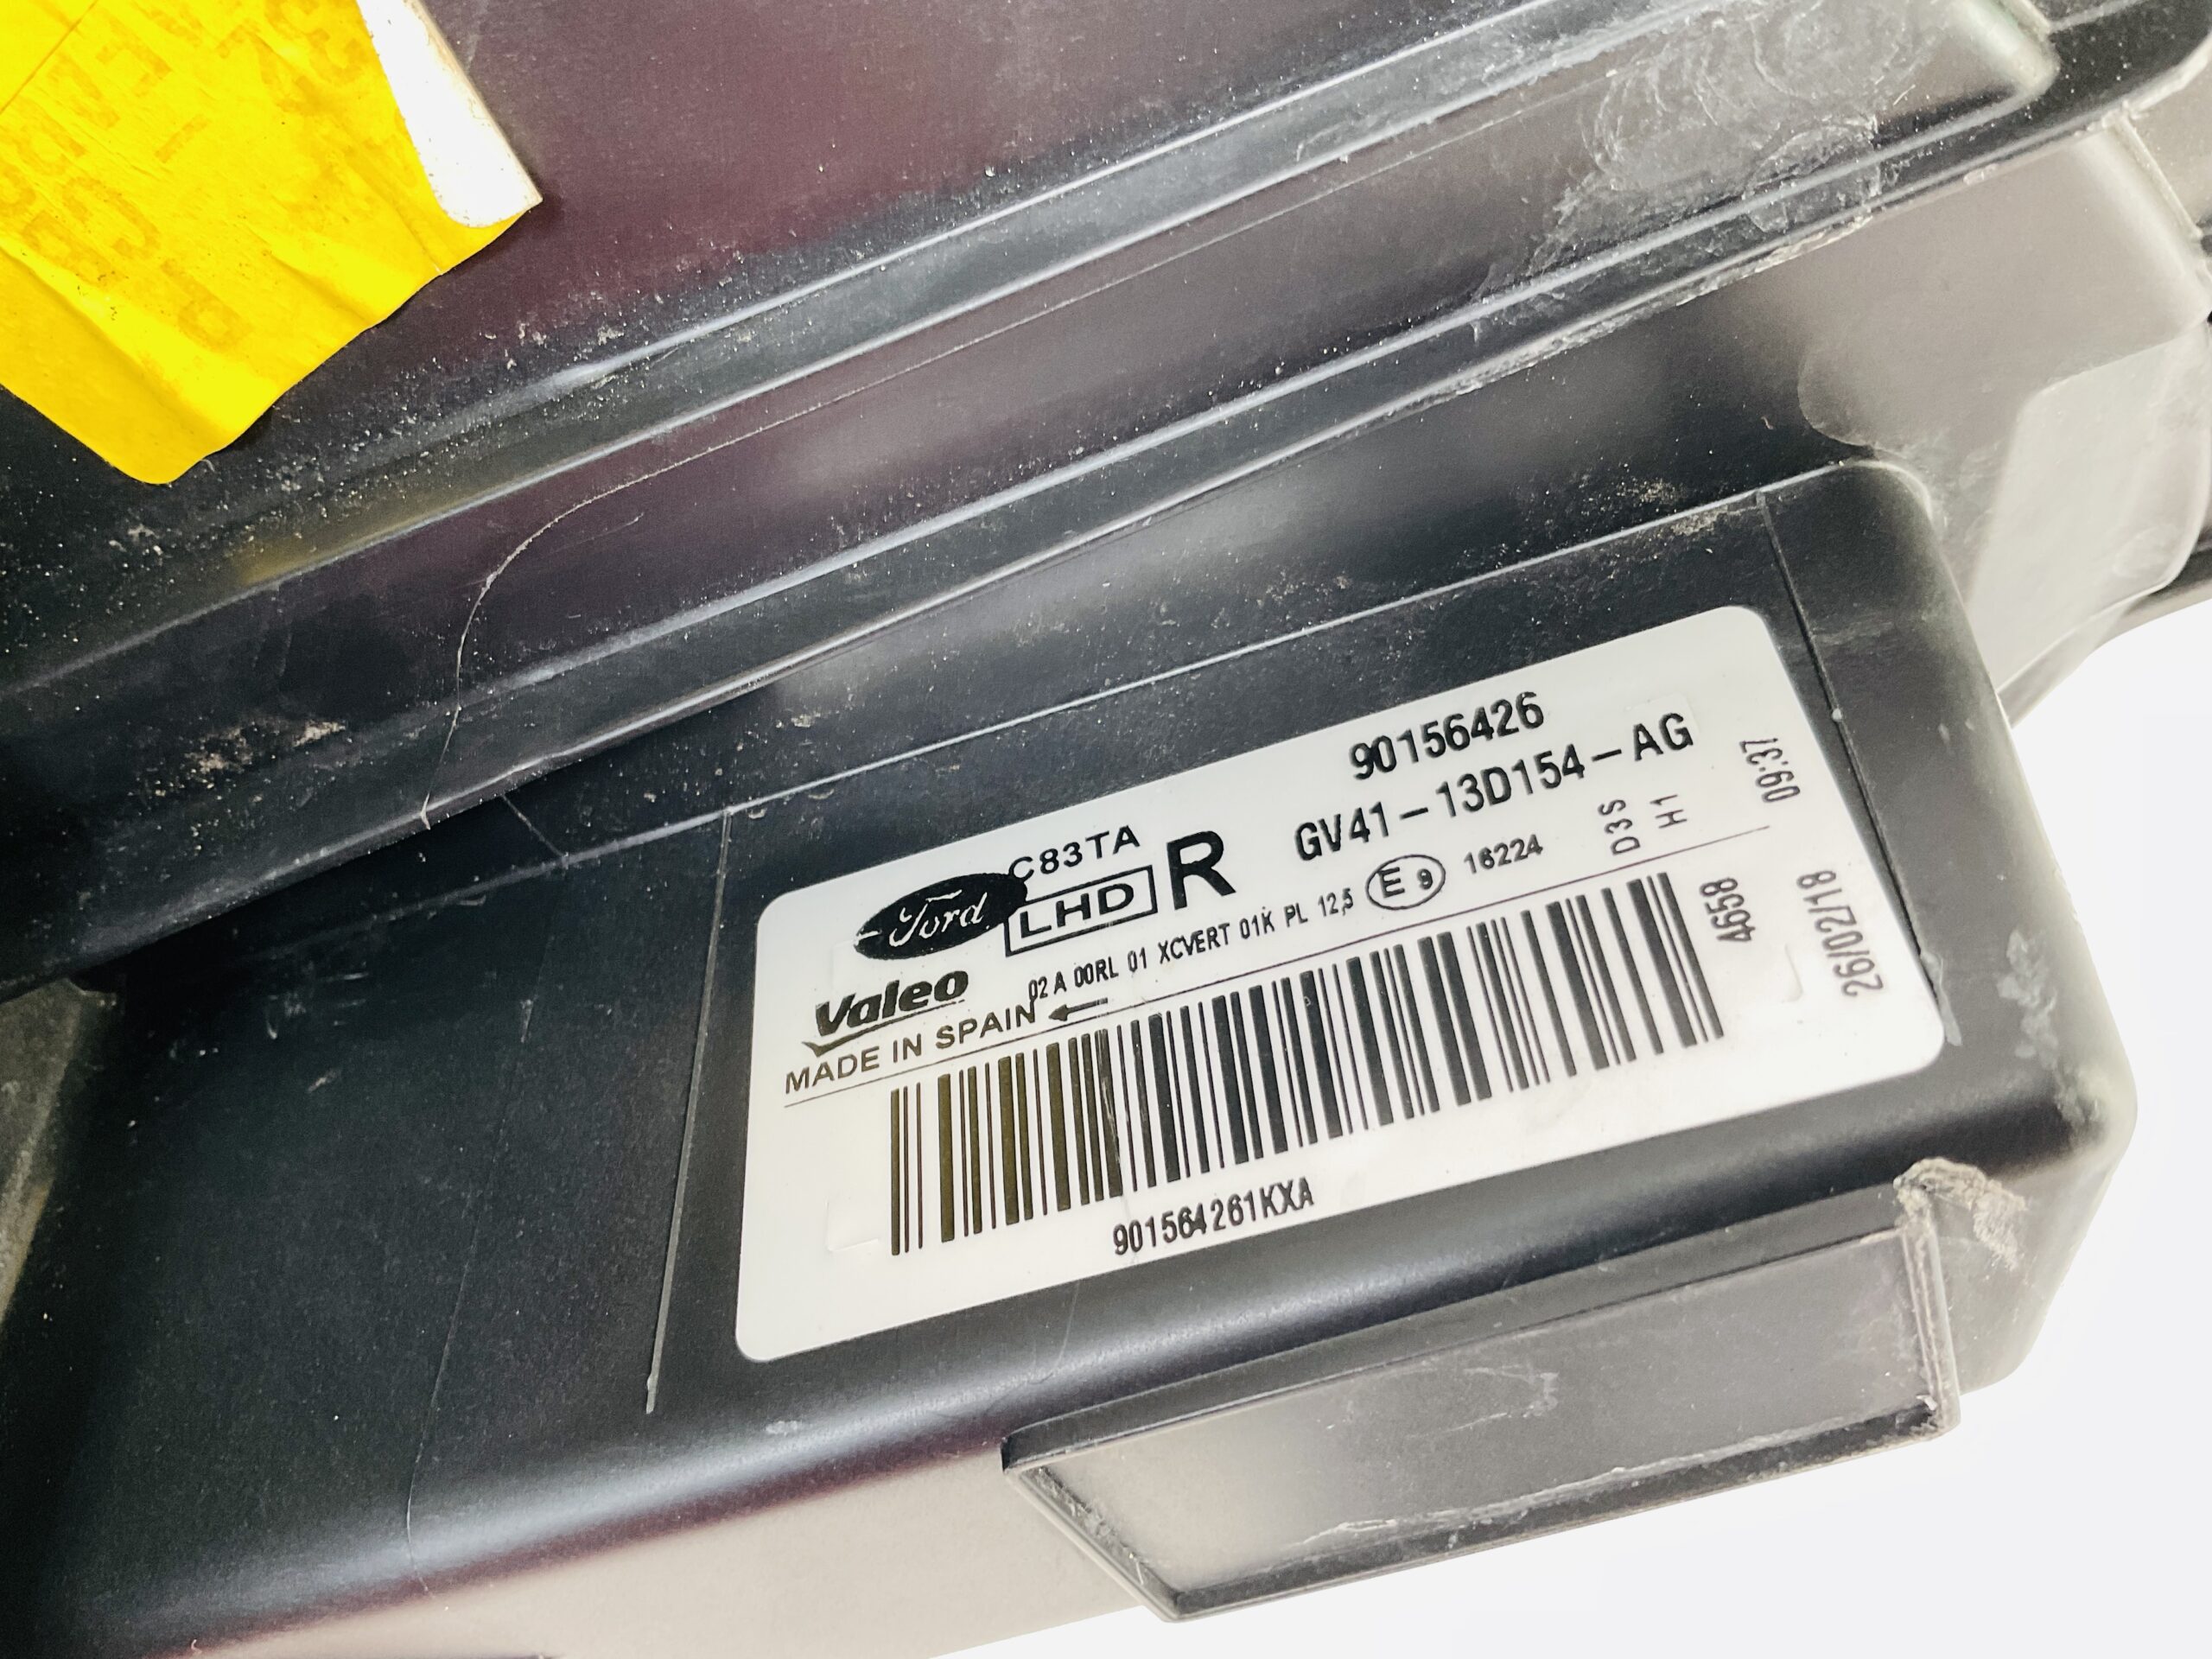 90156426
C83TA
GV41-13D154-AG
Ford
LHD
R
D3S
H1
09:37
Valeo
02 A 00RL 01 XCVERT 01K PL 12,5
E 9
16224
MADE IN SPAIN
4658
26/02/18
901564261KXA